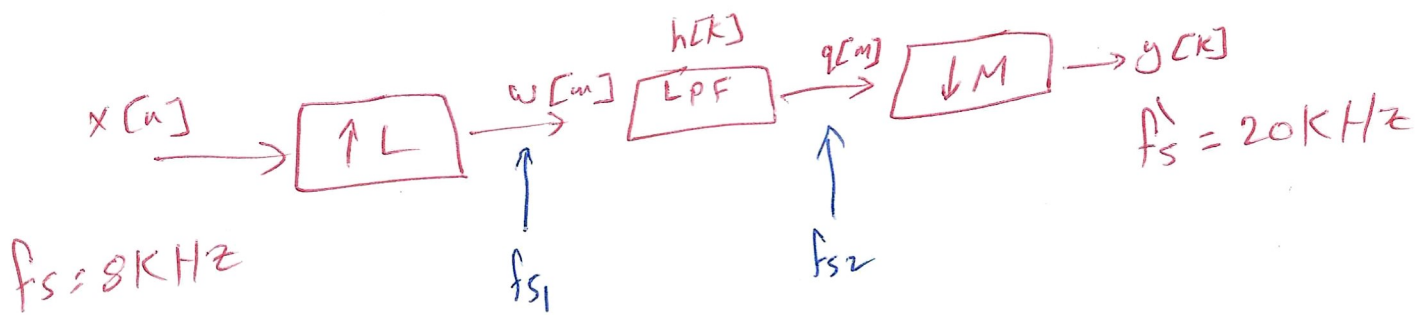 x[n]
↑L
w[m]
h[k]
LPF
q[m]
↓M
y[k]
fs=8KHz
fs1
fs2
f's=20KHz